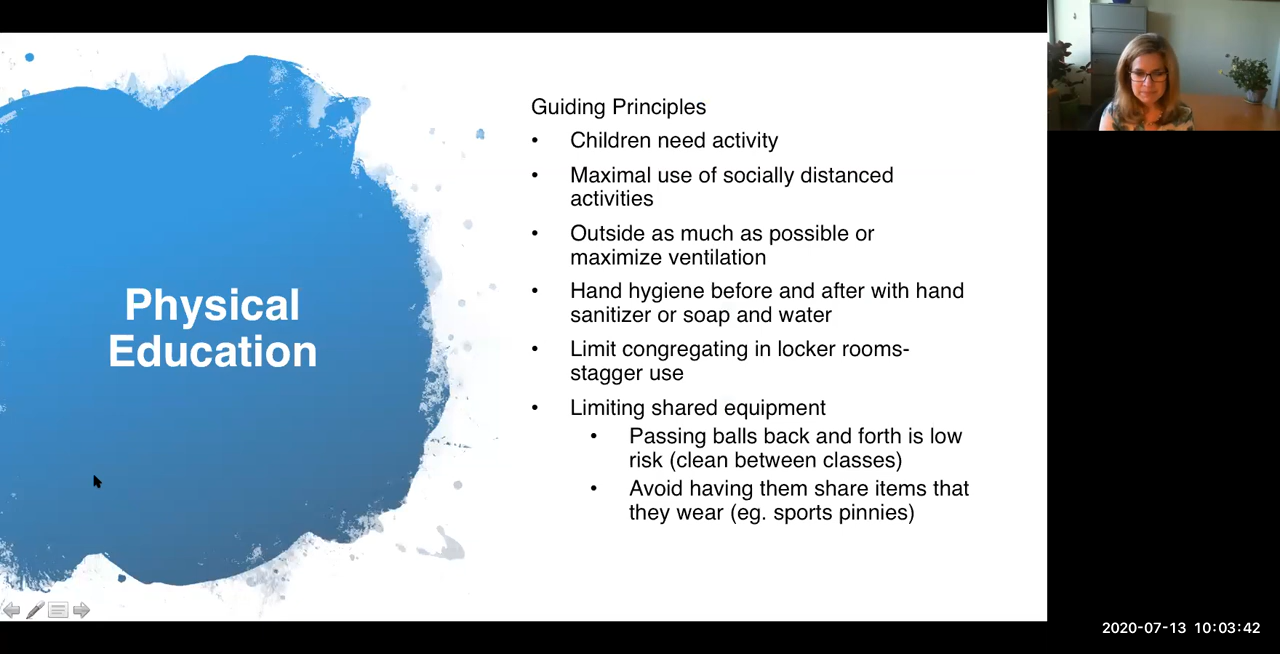 Physical
Education
Guiding Principles
• Children need activity
• Maximal use of socially distanced
activities
• Outside as much as possible or
maximize ventilation
• Hand hygiene before and after with hand
sanitizer or soap and water
• Limit congregating in locker rooms-
stagger use
• Limiting shared equipment
• Passing balls back and forth is low
risk (clean between classes)
• Avoid having them share items that
they wear (eg. sports pinnies)
2020-07-13 10:03:42